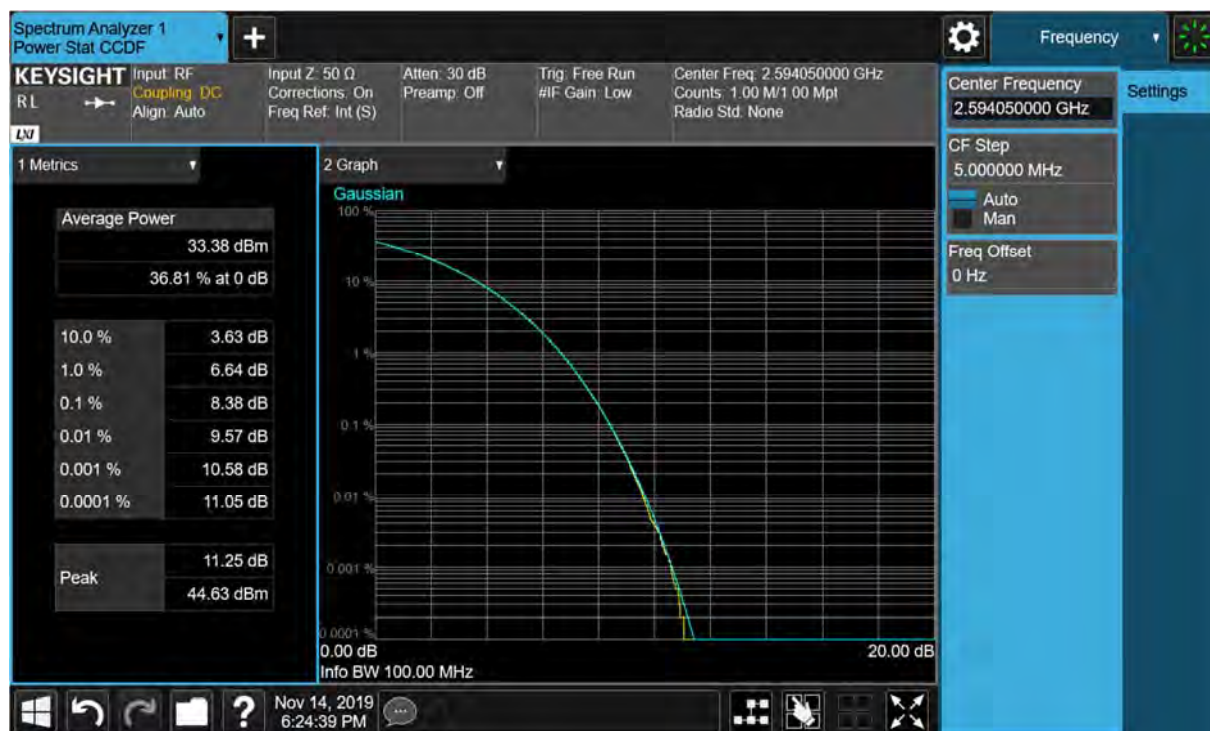 Spectrum Analyzer 1
Power Stat CCDF
+
Frequency
KEYSIGHT
RL
LXI
Input: RF
Coupling: DC
Align: Auto
Input Z: 50 Ω
Corrections: On
Freq Ref: Int (S)
Atten: 30 dB
Preamp: Off
Trig: Free Run
#IF Gain: Low
Center Freq: 2.594050000 GHz
Counts: 1.00 M/1.00 Mpt
Radio Std: None
Center Frequency
2.594050000 GHz
Settings
CF Step
5.000000 MHz
Auto
Man
Freq Offset
0 Hz
1 Metrics
Average Power
33.38 dBm
36.81 % at 0 dB
10.0 % 3.63 dB
1.0 % 6.64 dB
0.1 % 8.38 dB
0.01 % 9.57 dB
0.001 % 10.58 dB
0.0001 % 11.05 dB
Peak
11.25 dB
44.63 dBm
2 Graph
Gaussian
100 %
10 %
1 %
0.1 %
0.01 %
0.001 %
0.0001 %
0.00 dB 20.00 dB
Info BW 100.00 MHz
?
Nov 14, 2019
6:24:39 PM